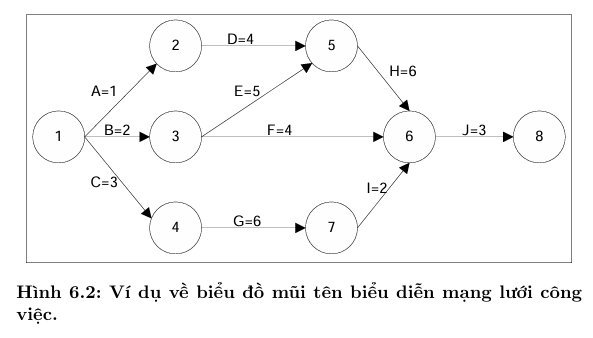 2
D=4
5
A=1
E=5
H=6
1
B=2
3
F=4
6
J=3
8
C=3
I=2
4
G=6
7
Hình 6.2: Ví dụ về biểu đồ mũi tên biểu diễn mạng lưới công
việc.